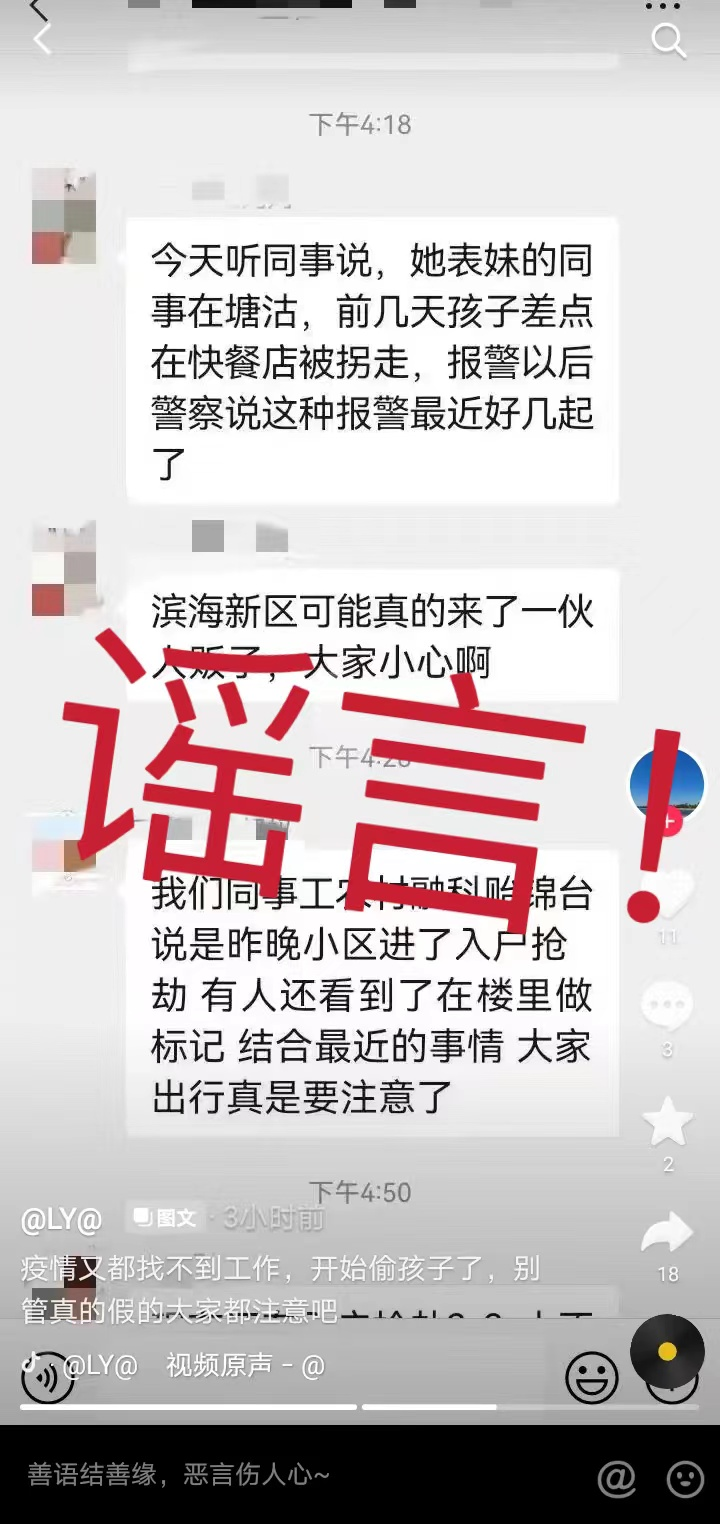 下午4:18
今天听同事说，她表妹的同
事在塘沽，前几天孩子差点
在快餐店被拐走，报警以后
警察说这种报警最近好几起
了
滨海新区可能真的来了一伙
人贩了，大家小心啊
谣言！
下午4:26
我们同事工农村融科贻锦台
说是昨晚小区进了入户抢
劫 有人还看到了在楼里做
标记 结合最近的事情 大家
出行真是要注意了
11
3
2
18
下午4:50
@LY@ 图文 · 3小时前
疫情又都找不到工作，开始偷孩子了，别
管真的假的大家都注意吧
@LY@ 视频原声 - @
善语结善缘，恶言伤人心~